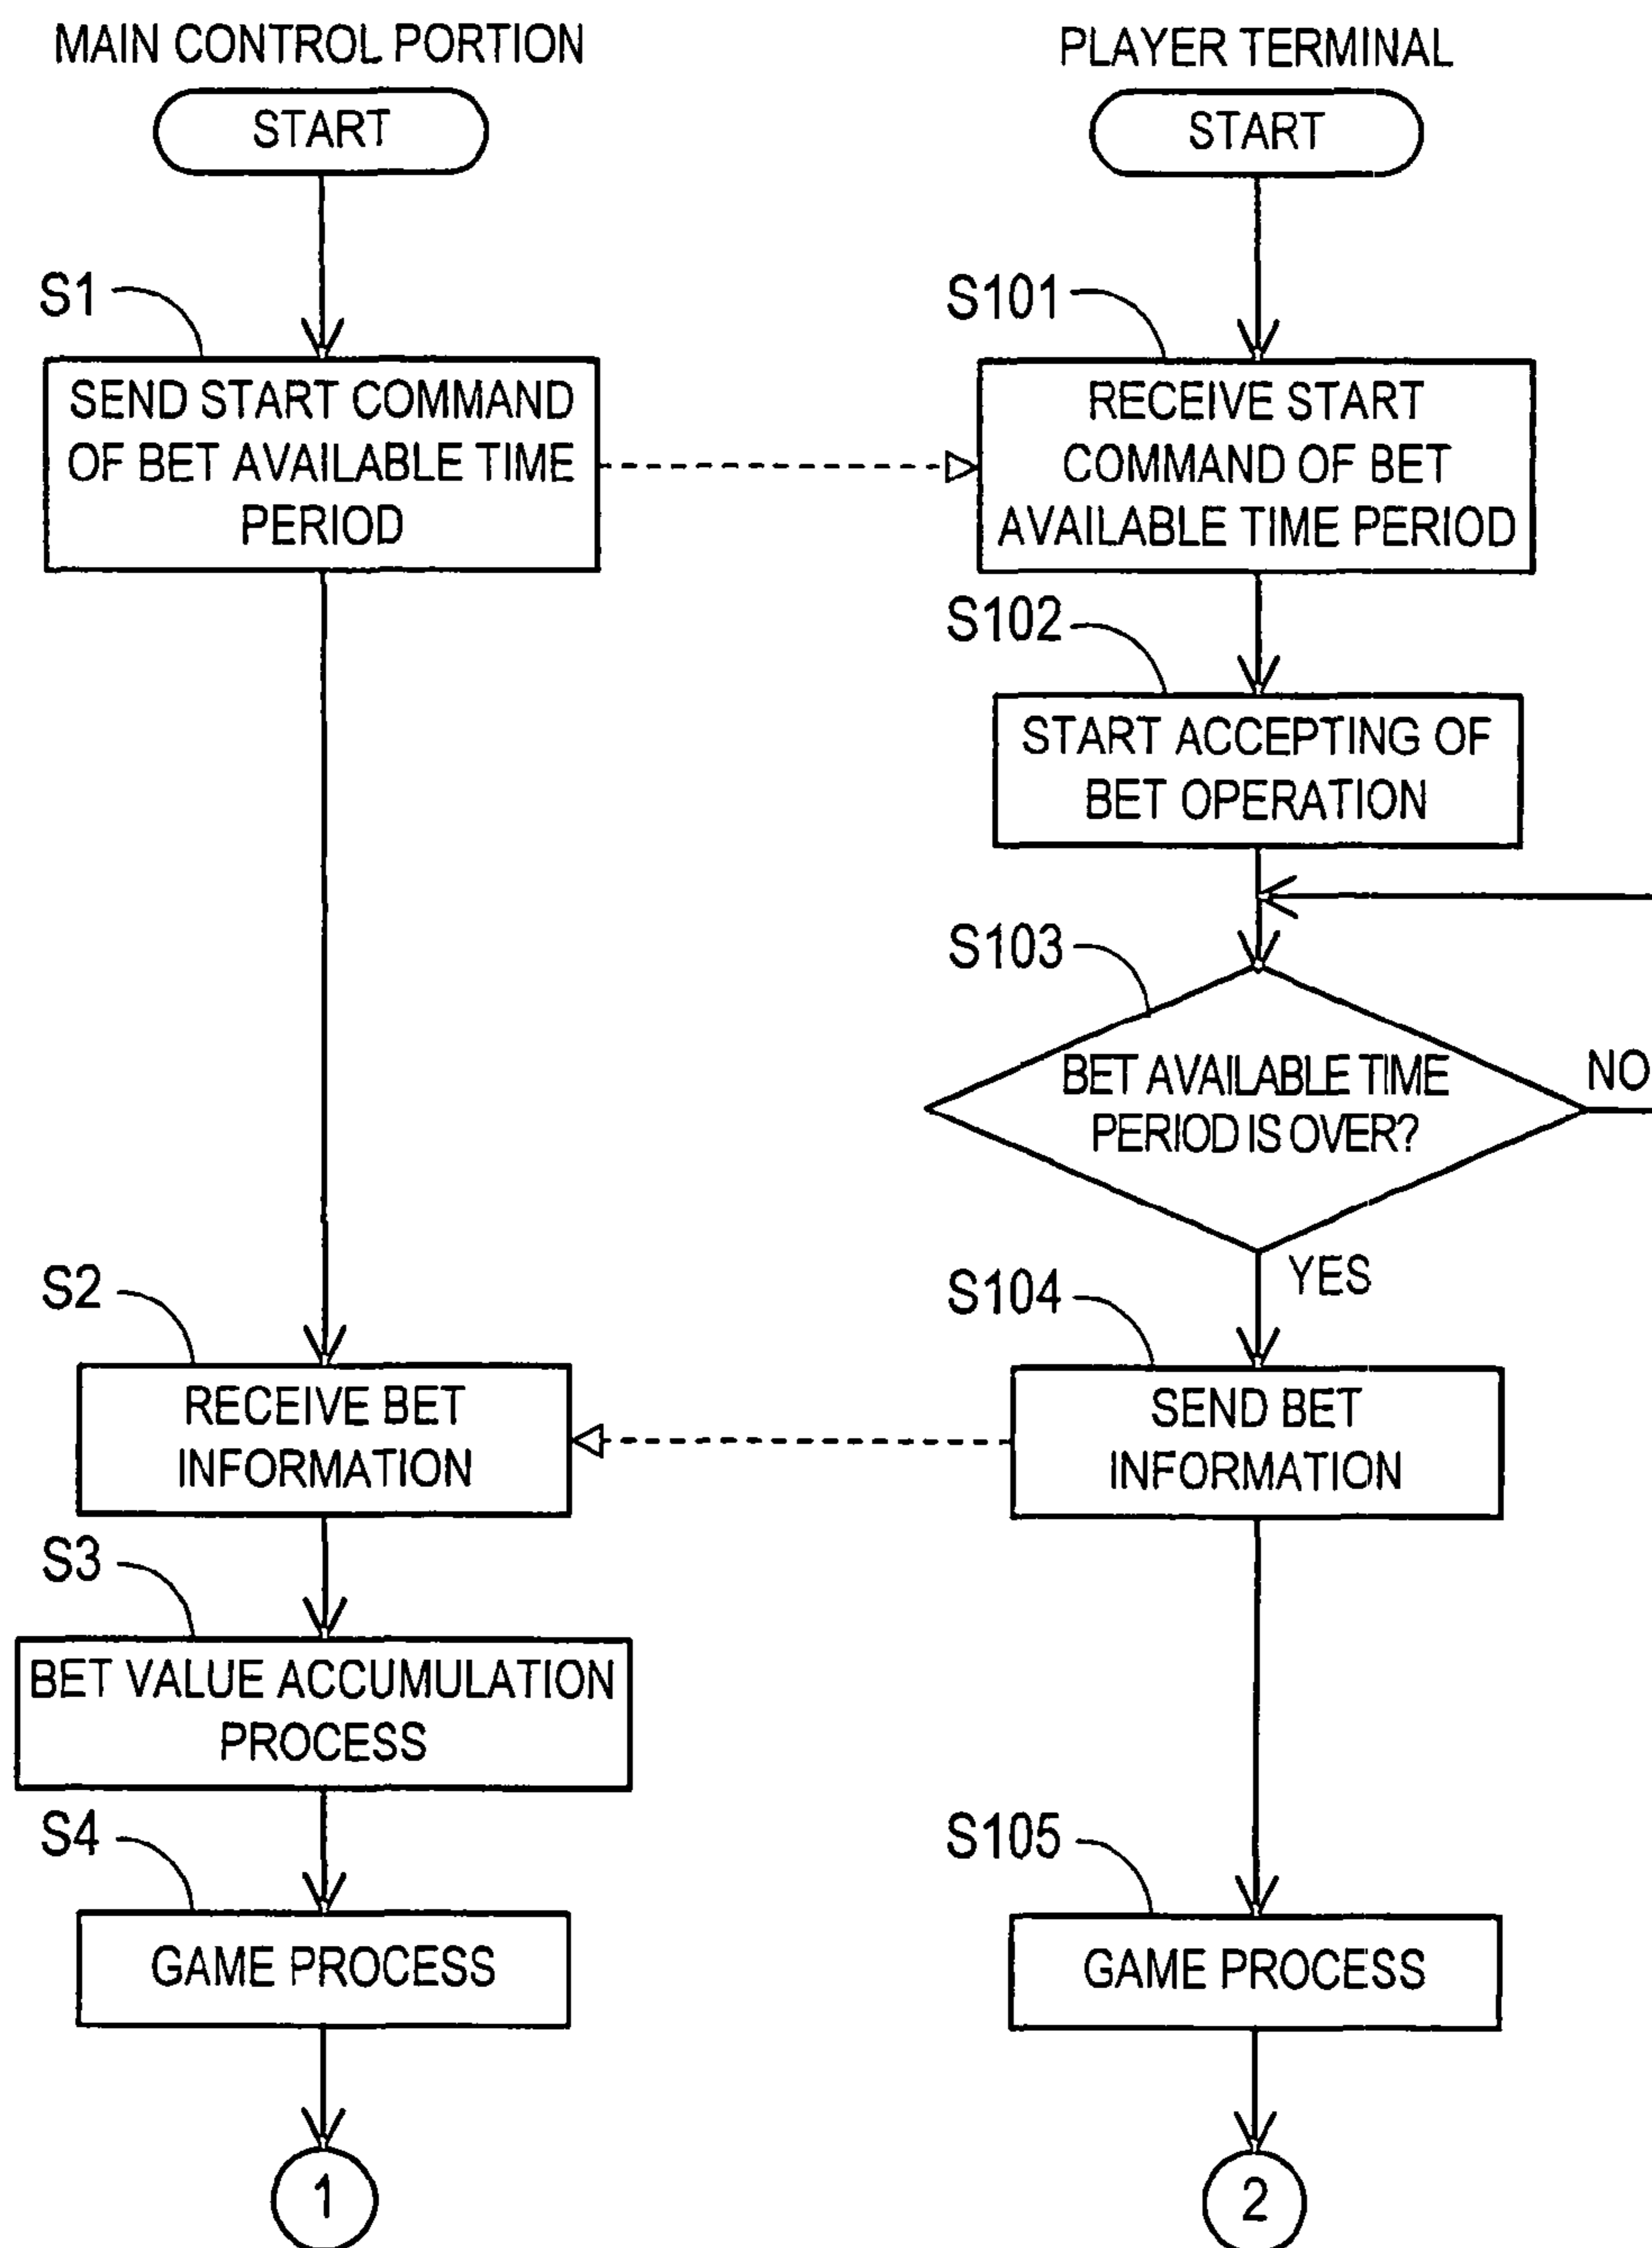 MAIN CONTROL PORTION
START
S1
SEND START COMMAND
OF BET AVAILABLE TIME
PERIOD
S2
RECEIVE BET
INFORMATION
S3
BET VALUE ACCUMULATION
PROCESS
S4
GAME PROCESS
1
PLAYER TERMINAL
START
S101
RECEIVE START
COMMAND OF BET
AVAILABLE TIME PERIOD
S102
START ACCEPTING OF
BET OPERATION
S103
BET AVAILABLE TIME
PERIOD IS OVER?
NO
YES
S104
SEND BET
INFORMATION
S105
GAME PROCESS
2